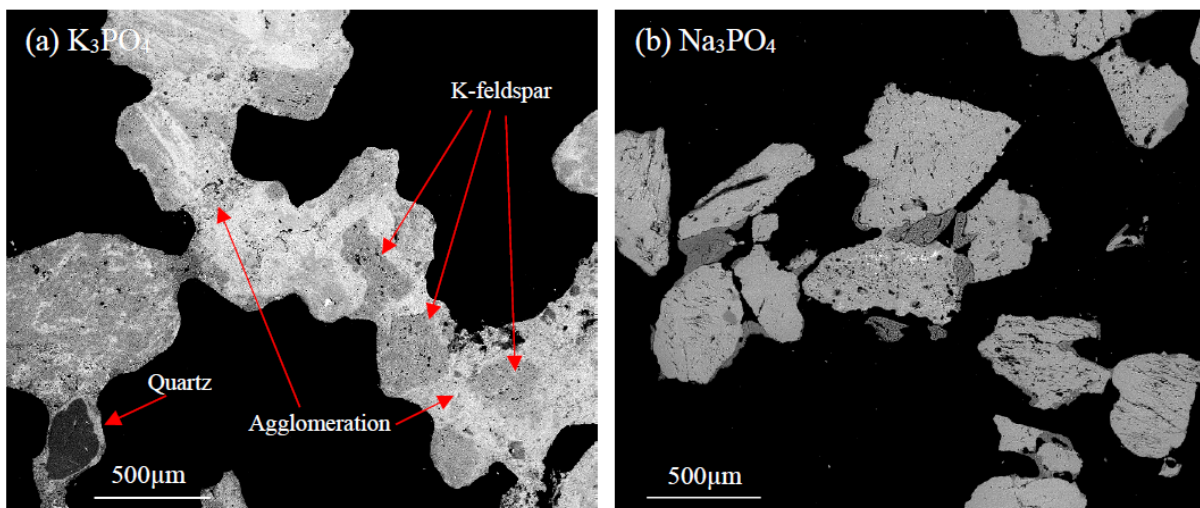 (a) K₃PO₄
K-feldspar
Quartz
Agglomeration
500μm
(b) Na₃PO₄
500μm